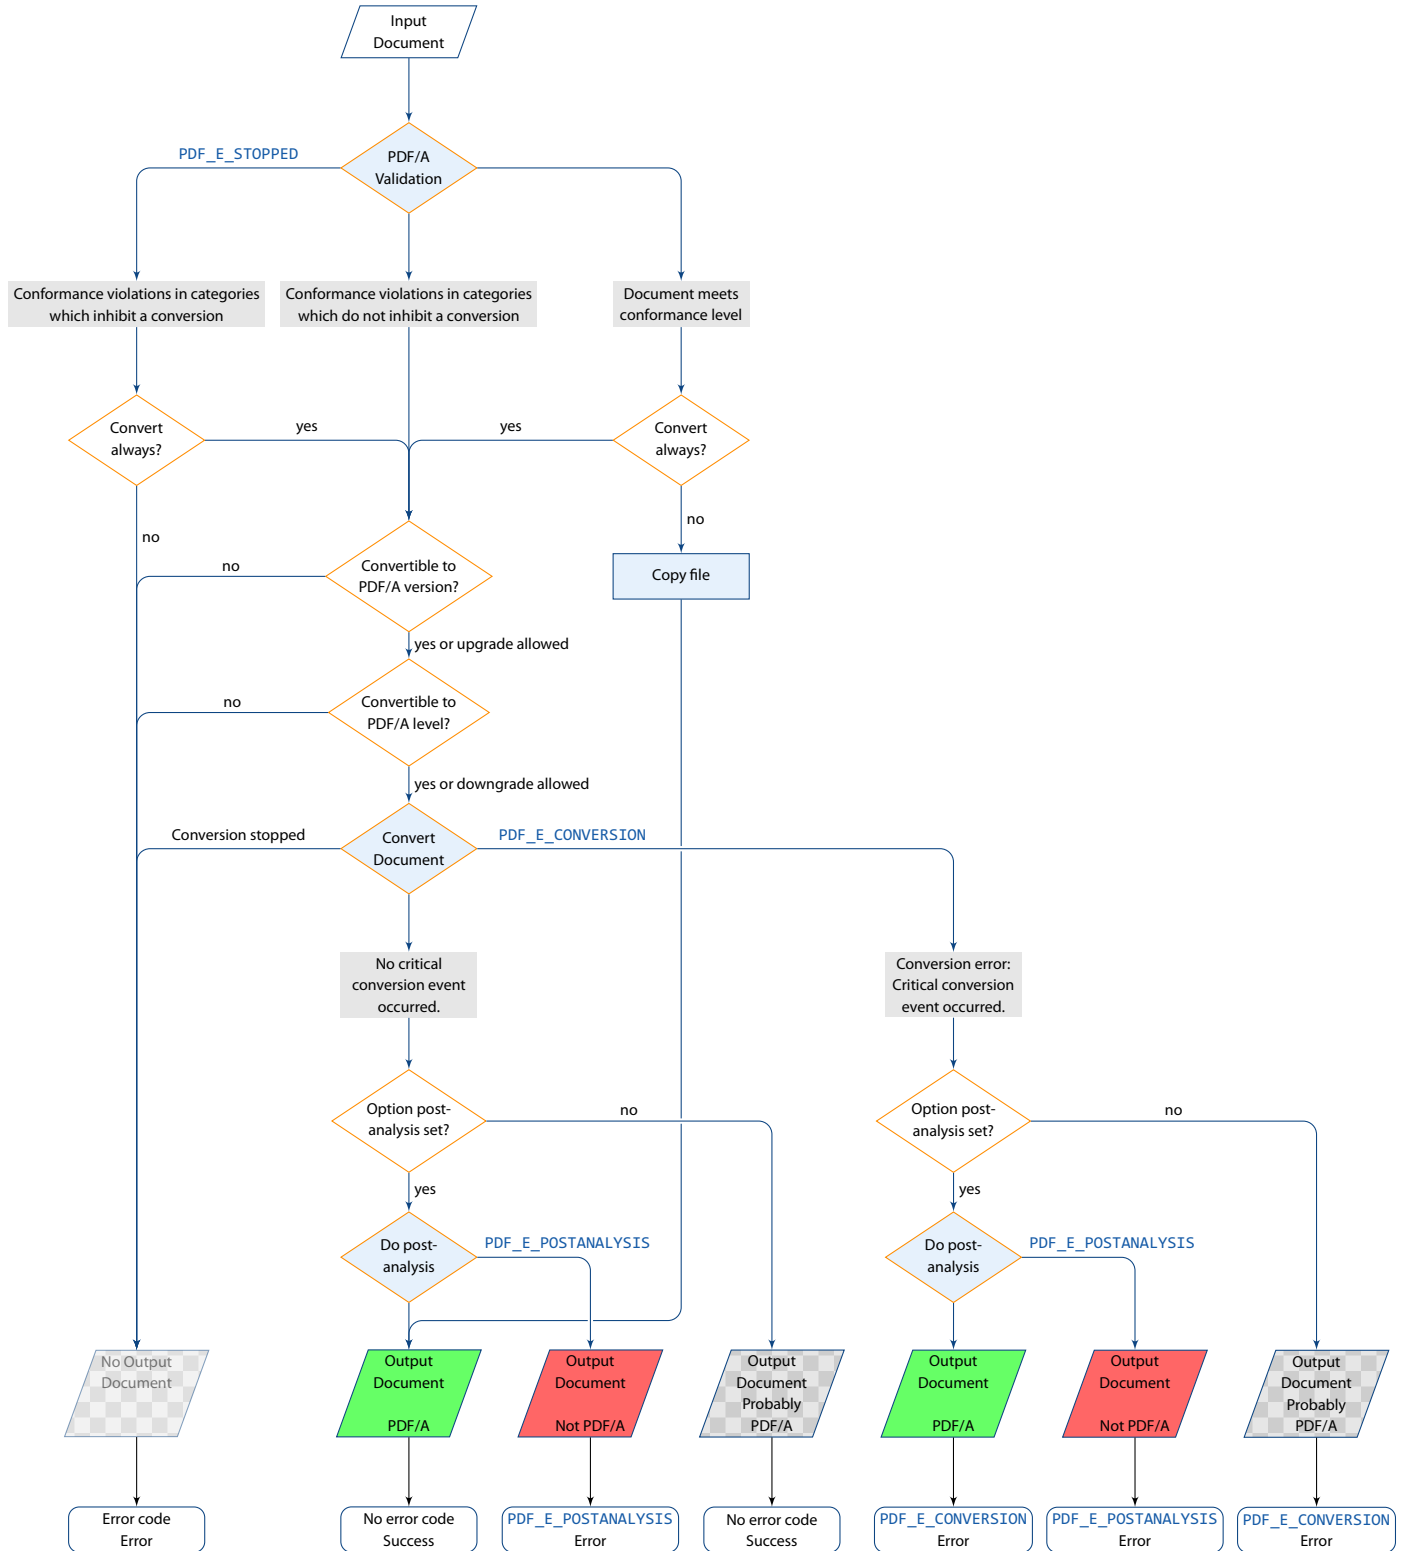 Input
Document
PDF_E_STOPPED
PDF/A
Validation
Conformance violations in categories
which inhibit a conversion
Conformance violations in categories
which do not inhibit a conversion
Document meets
conformance level
Convert
always?
yes
yes
Convert
always?
no
no
Convertible to
PDF/A version?
no
Copy file
yes or upgrade allowed
Convertible to
PDF/A level?
no
yes or downgrade allowed
Conversion stopped
Convert
Document
PDF_E_CONVERSION
No critical
conversion event
occurred.
Conversion error:
Critical conversion
event occurred.
Option post-
analysis set?
no
Option post-
analysis set?
no
yes
yes
Do post-
analysis
PDF_E_POSTANALYSIS
Do post-
analysis
PDF_E_POSTANALYSIS
No Output
Document
Output
Document
PDF/A
Output
Document
Not PDF/A
Output
Document
Probably
PDF/A
Output
Document
PDF/A
Output
Document
Not PDF/A
Output
Document
Probably
PDF/A
Error code
Error
No error code
Success
PDF_E_POSTANALYSIS
Error
No error code
Success
PDF_E_CONVERSION
Error
PDF_E_POSTANALYSIS
Error
PDF_E_CONVERSION
Error